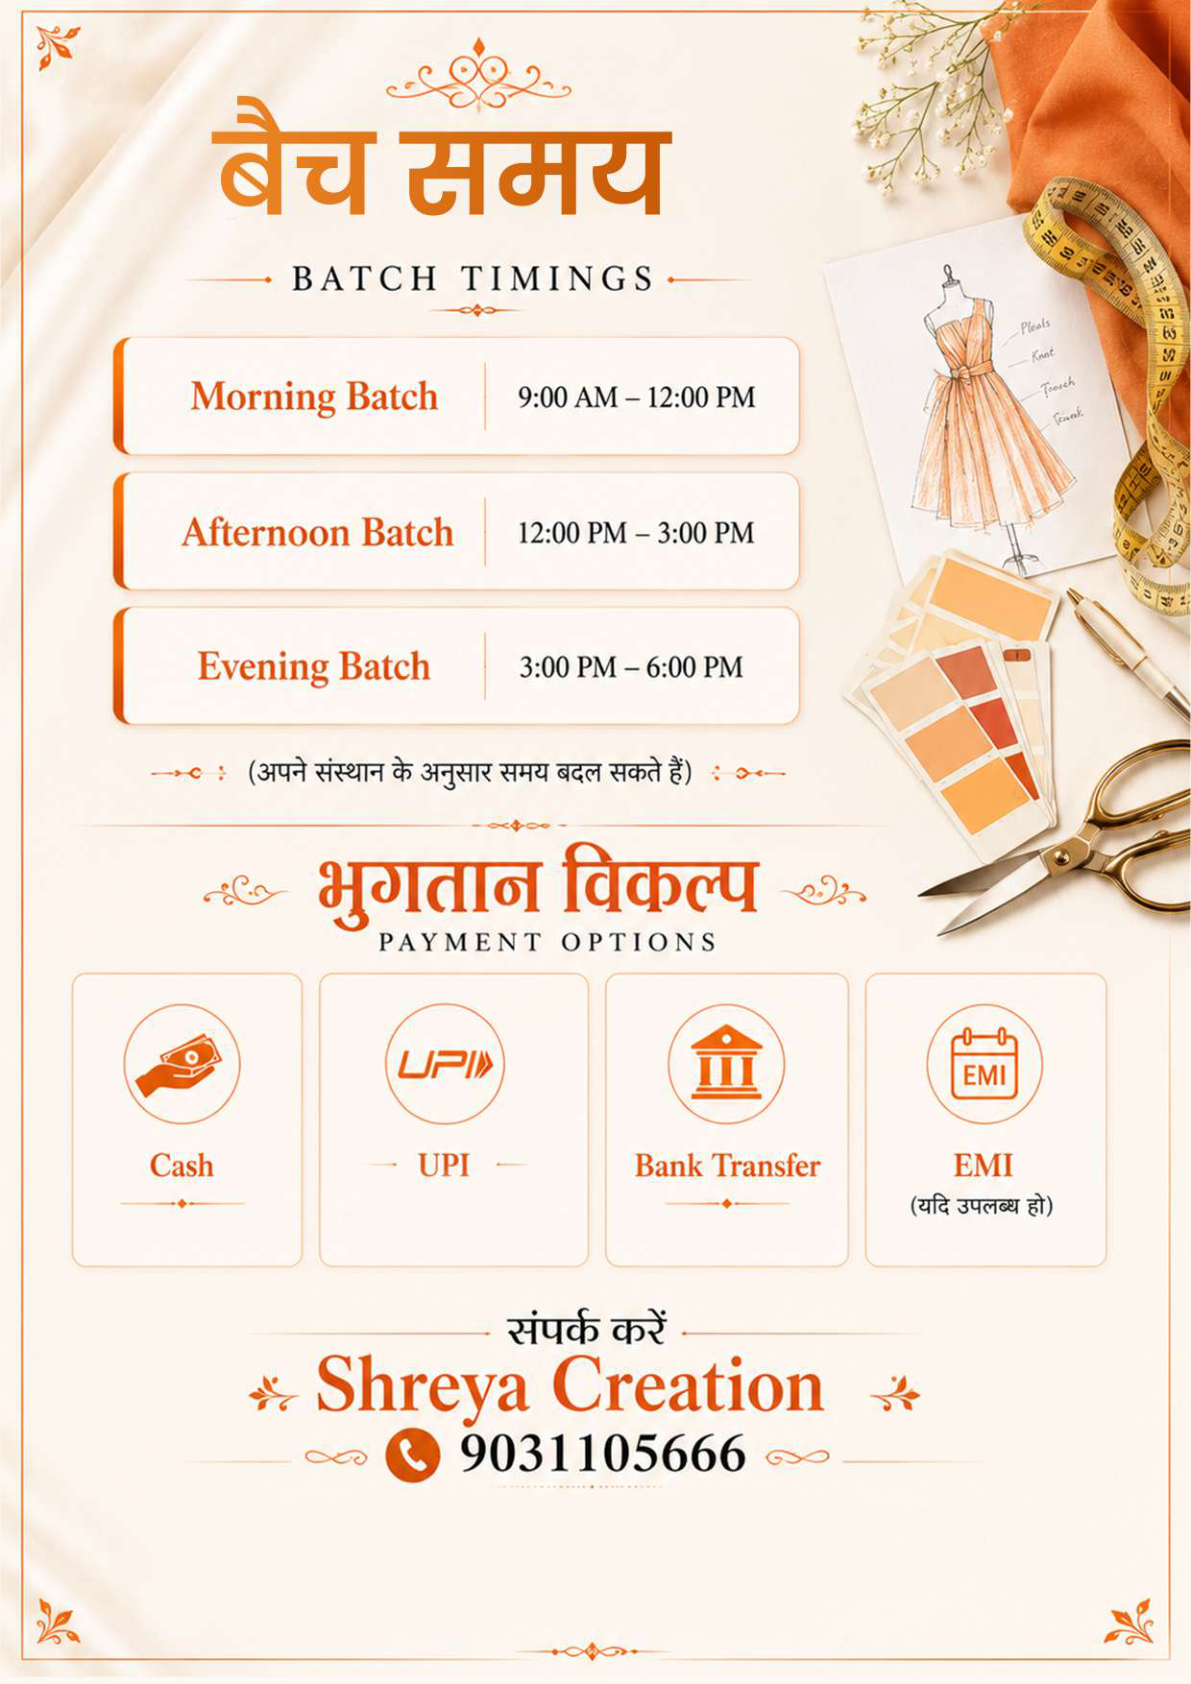 बैच समय
BATCH TIMINGS
Morning Batch 9:00 AM – 12:00 PM
Afternoon Batch 12:00 PM – 3:00 PM
Evening Batch 3:00 PM – 6:00 PM
(अपने संस्थान के अनुसार समय बदल सकते हैं)
Pleals
Knot
भुगतान विकल्प
PAYMENT OPTIONS
UPI
EMI
Cash
UPI
Bank Transfer
EMI
(यदि उपलब्ध हो)
संपर्क करें
Shreya Creation
9031105666